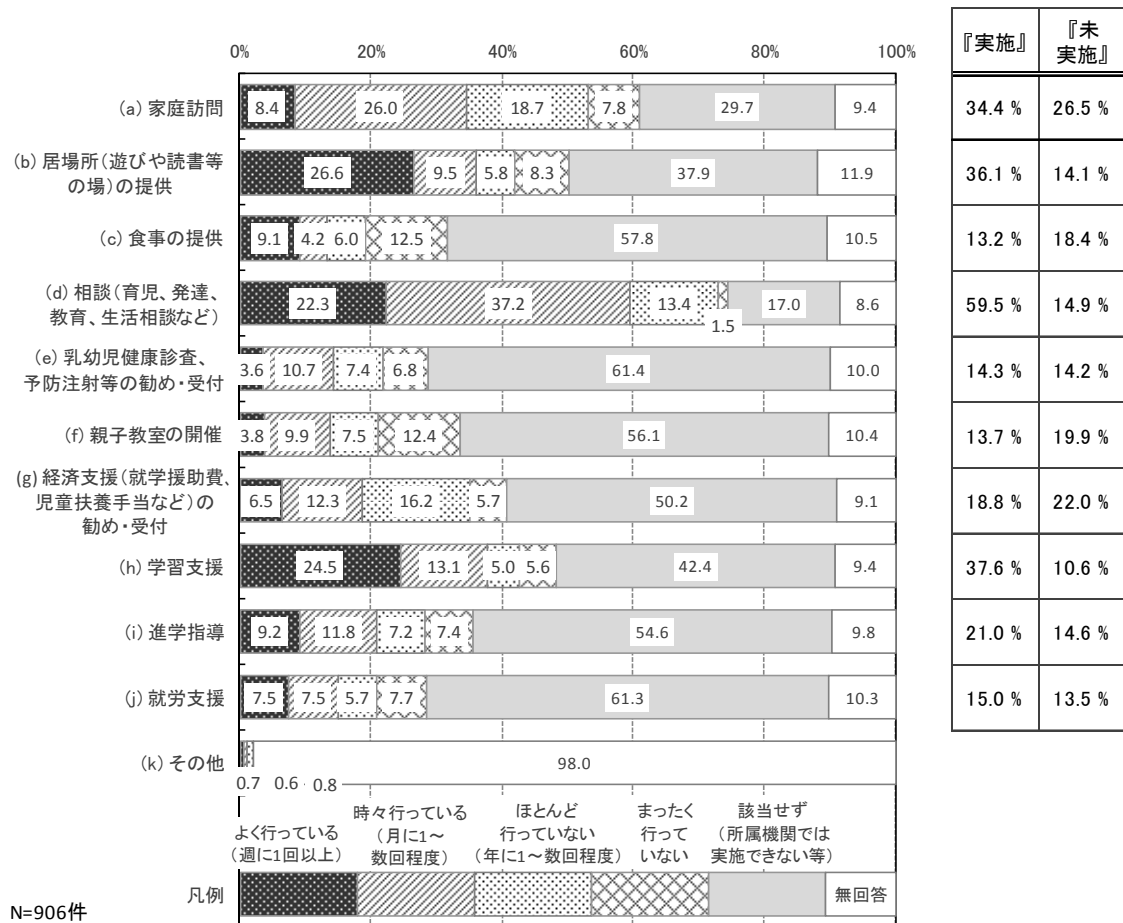 『実施』
『未
実施』
0%
20%
40%
60%
80%
100%
(a) 家庭訪問
8.4
26.0
18.7
7.8
29.7
9.4
34.4 %
26.5 %
(b) 居場所(遊びや読書等
の場)の提供
26.6
9.5
5.8
8.3
37.9
11.9
36.1 %
14.1 %
(c) 食事の提供
9.1
4.2
6.0
12.5
57.8
10.5
13.2 %
18.4 %
(d) 相談(育児、発達、
教育、生活相談など)
22.3
37.2
13.4
1.5
17.0
8.6
59.5 %
14.9 %
(e) 乳幼児健康診査、
予防注射等の勧め・受付
3.6
10.7
7.4
6.8
61.4
10.0
14.3 %
14.2 %
(f) 親子教室の開催
3.8
9.9
7.5
12.4
56.1
10.4
13.7 %
19.9 %
(g) 経済支援(就学援助費、
児童扶養手当など)の
勧め・受付
6.5
12.3
16.2
5.7
50.2
9.1
18.8 %
22.0 %
(h) 学習支援
24.5
13.1
5.0
5.6
42.4
9.4
37.6 %
10.6 %
(i) 進学指導
9.2
11.8
7.2
7.4
54.6
9.8
21.0 %
14.6 %
(j) 就労支援
7.5
7.5
5.7
7.7
61.3
10.3
15.0 %
13.5 %
(k) その他
0.7
0.6
0.8
98.0
よく行っている
(週に1回以上)
時々行っている
(月に1～
数回程度)
ほとんど
行っていない
(年に1～数回程度)
まったく
行って
いない
該当せず
(所属機関では
実施できない等)
凡例
無回答
N=906件